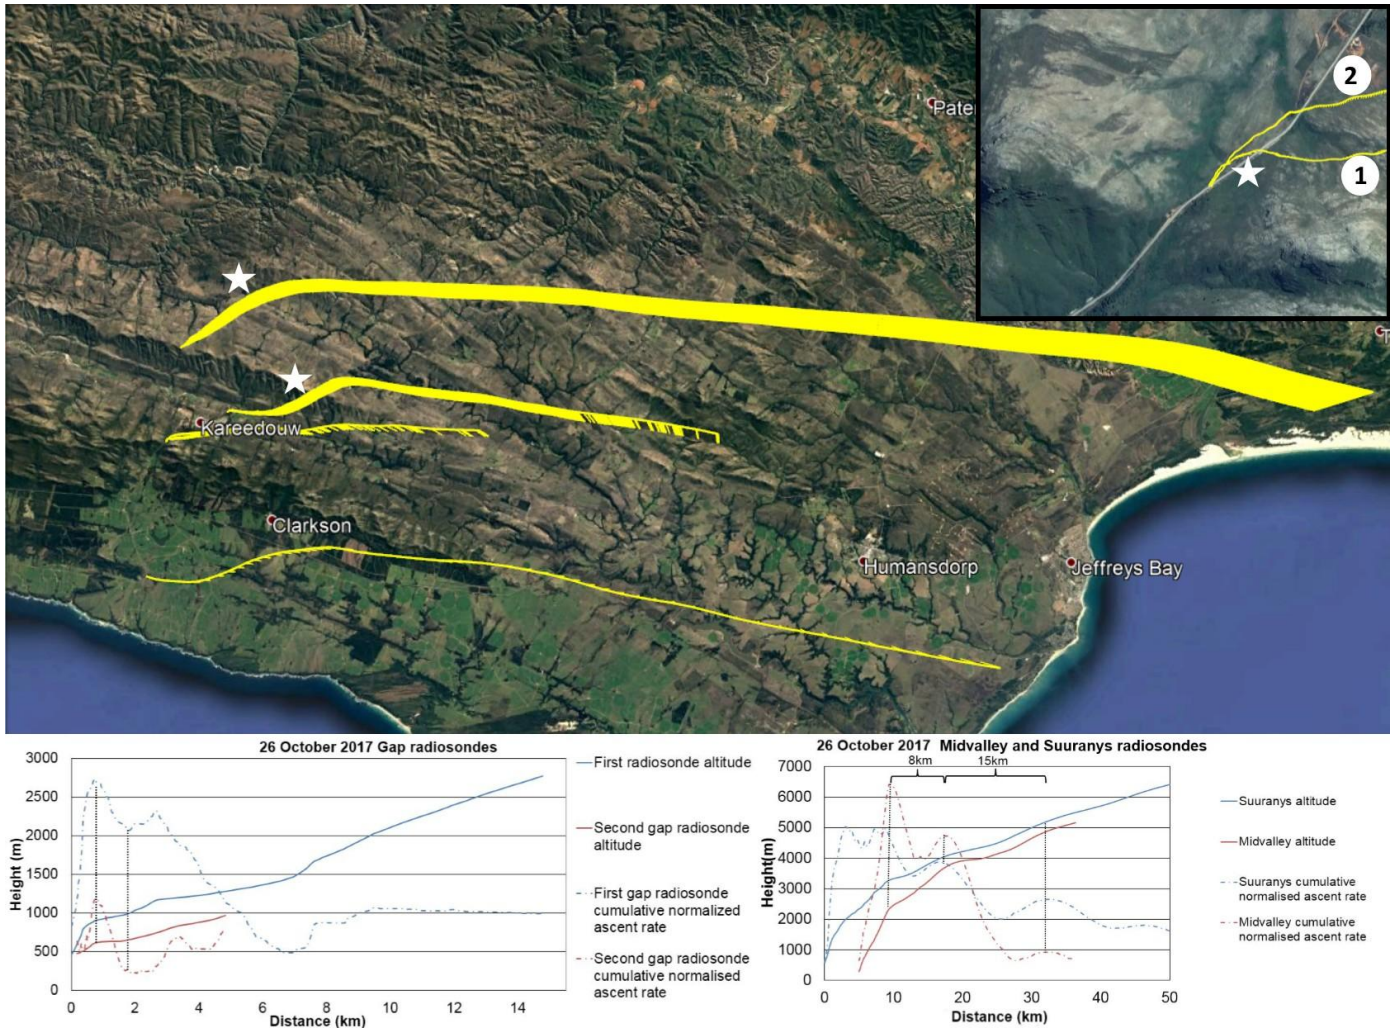 2
Pate
1
Kareedouw
Clarkson
Humansdorp
Jeffreys Bay
26 October 2017 Gap radiosondes
3000
2500
2000
1500
1000
500
0
Height (m)
0 2 4 6 8 10 12 14
Distance (km)
First radiosonde altitude
Second gap radiosonde
altitude
First gap radiosonde
cumulative normalized
ascent rate
Second gap radiosonde
cumulative normalised
ascent rate
26 October 2017 Midvalley and Suuranys radiosondes
8km 15km
7000
6000
5000
4000
3000
2000
1000
0
Height(m)
0 10 20 30 40 50
Distance (km)
Suuranys altitude
Midvalley altitude
Suuranys cumulative
normalised ascent rate
Midvalley cumulative
normalised ascent rate